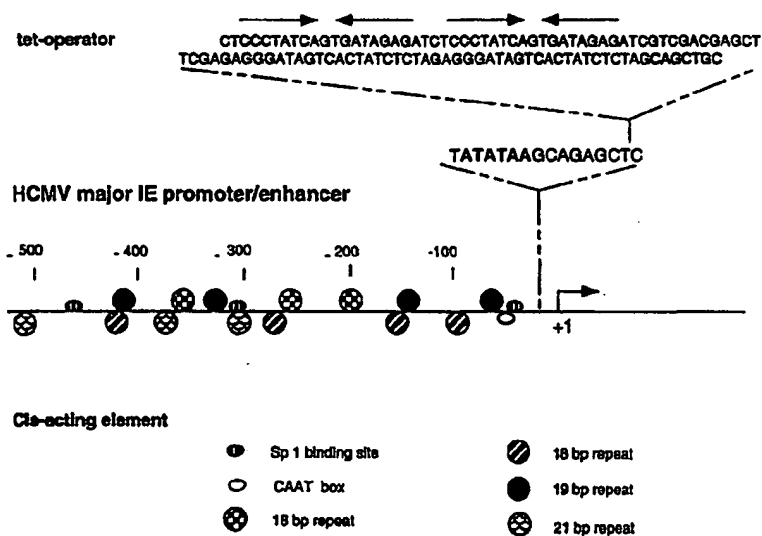 tet-operator
CTCCCTATCAGTGATAGAGATCTCCCTATCAGTGATAGAGATCGTCGACGAGCT
TCGAGAGGGATAGTCACTATCTCTAGAGGGATAGTCACTATCTCTAGCAGCTGC
TATATAAGCAGAGCTC
HCMV major IE promoter/enhancer
- 500 - 400 - 300 - 200 -100
+1
Cis-acting element
Sp 1 binding site
CAAT box
16 bp repeat
18 bp repeat
19 bp repeat
21 bp repeat